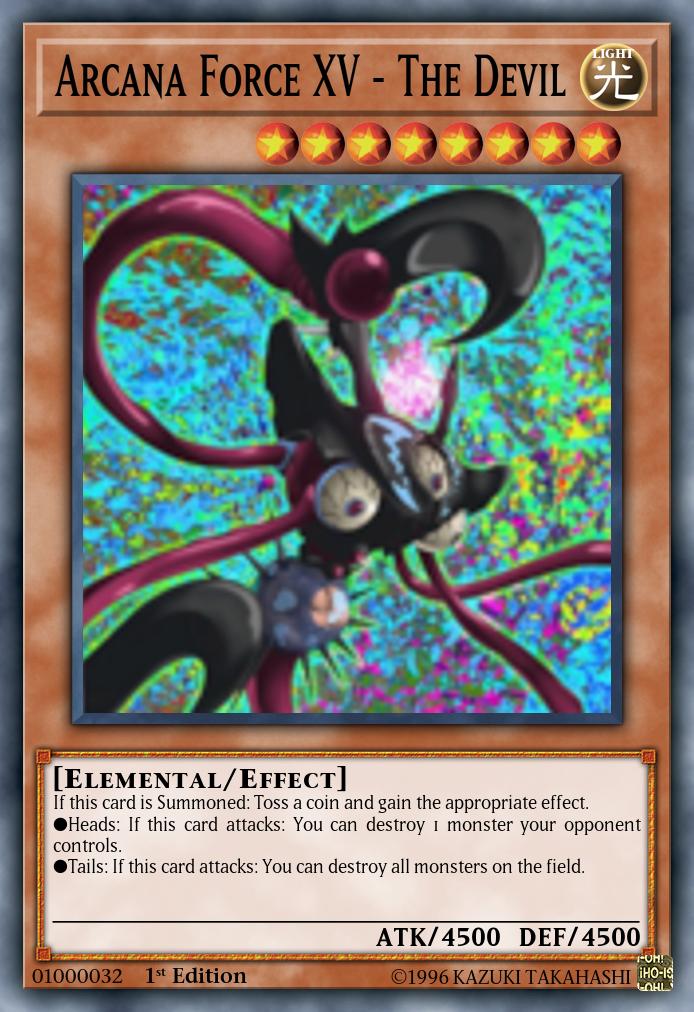 ARCANA FORCE XV - THE DEVIL
LIGHT
光
[ELEMENTAL/EFFECT]
If this card is Summoned: Toss a coin and gain the appropriate effect.
●Heads: If this card attacks: You can destroy 1 monster your opponent
controls.
●Tails: If this card attacks: You can destroy all monsters on the field.
ATK/4500 DEF/4500
01000032 1st Edition ©1996 KAZUKI TAKAHASHI